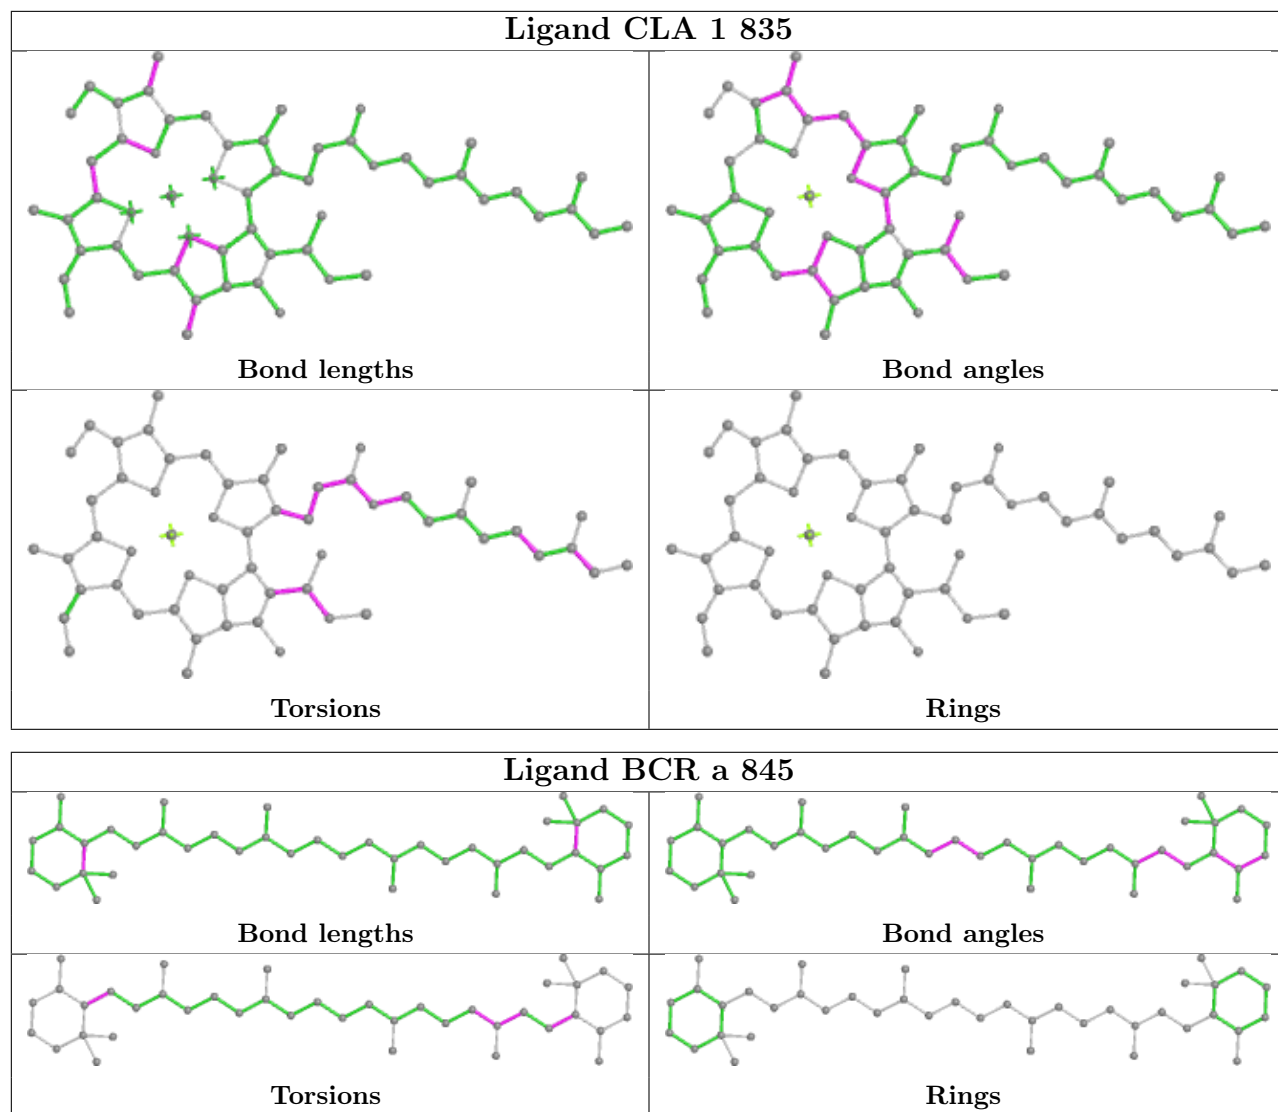 Ligand CLA 1 835
Bond lengths
Bond angles
Torsions
Rings
Ligand BCR a 845
Bond lengths
Bond angles
Torsions
Rings